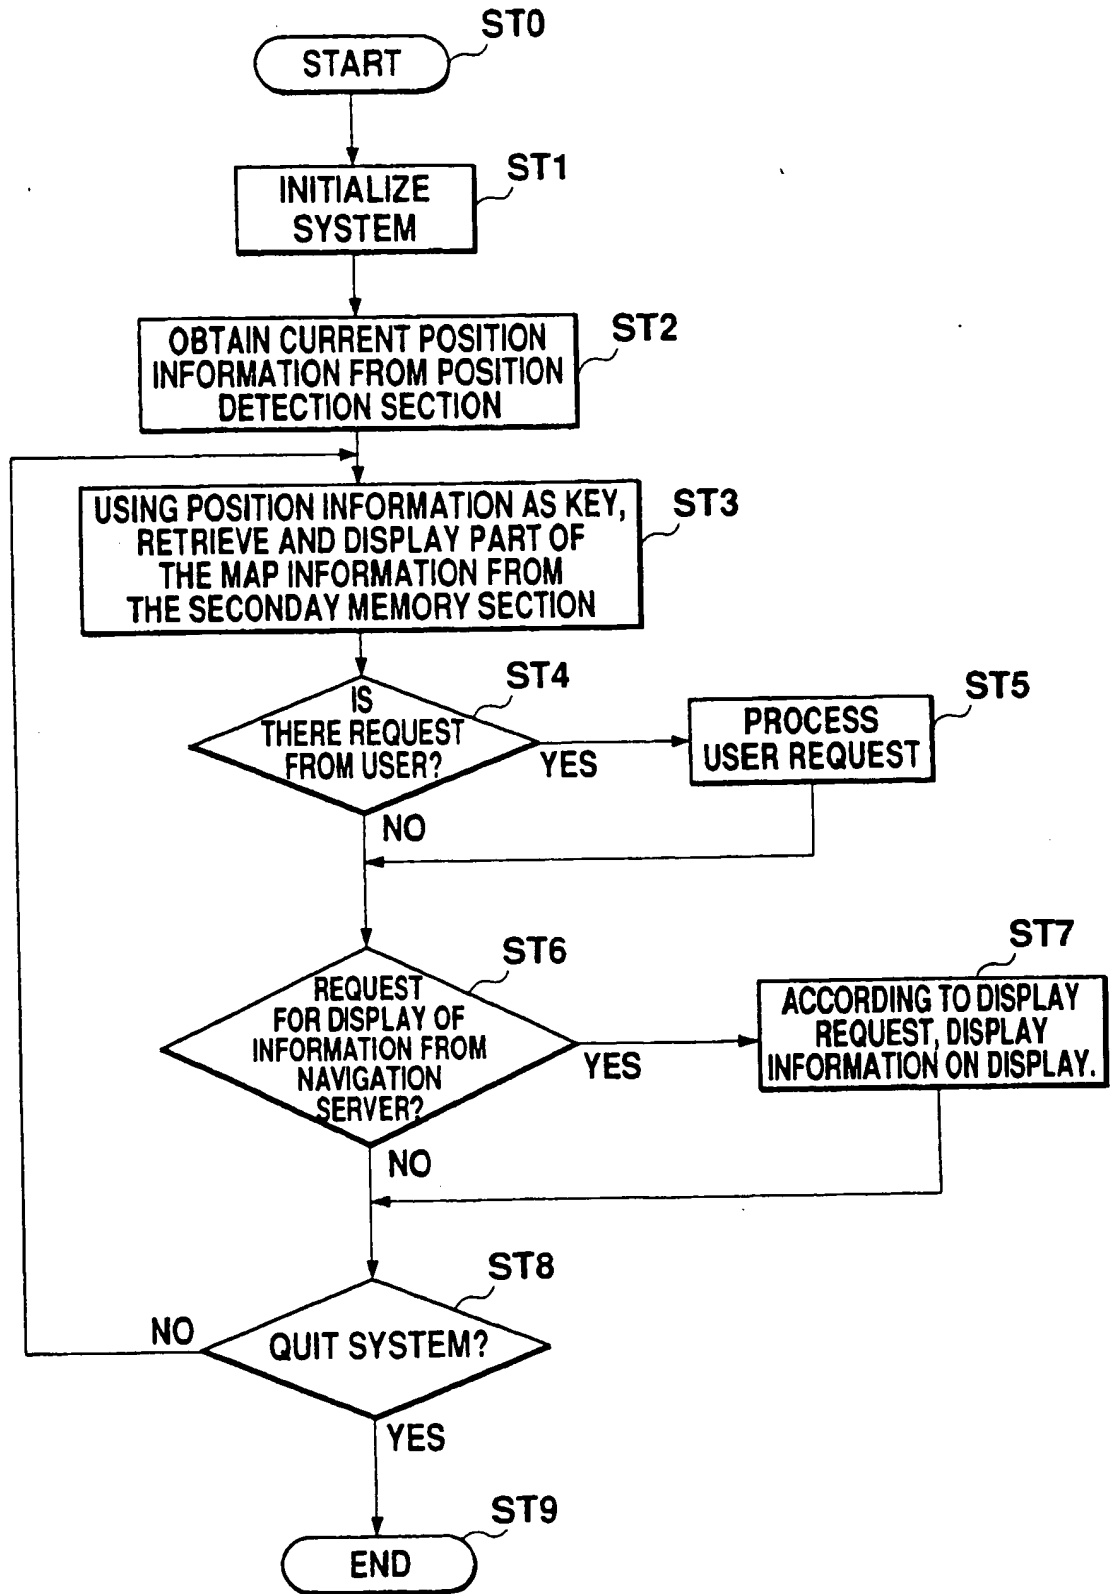 ST0
START
ST1
INITIALIZE
SYSTEM
ST2
OBTAIN CURRENT POSITION
INFORMATION FROM POSITION
DETECTION SECTION
ST3
USING POSITION INFORMATION AS KEY,
RETRIEVE AND DISPLAY PART OF
THE MAP INFORMATION FROM
THE SECONDAY MEMORY SECTION
ST4
IS
THERE REQUEST
FROM USER?
YES
NO
ST5
PROCESS
USER REQUEST
ST6
REQUEST
FOR DISPLAY OF
INFORMATION FROM
NAVIGATION
SERVER?
YES
NO
ST7
ACCORDING TO DISPLAY
REQUEST, DISPLAY
INFORMATION ON DISPLAY.
ST8
NO
QUIT SYSTEM?
YES
ST9
END